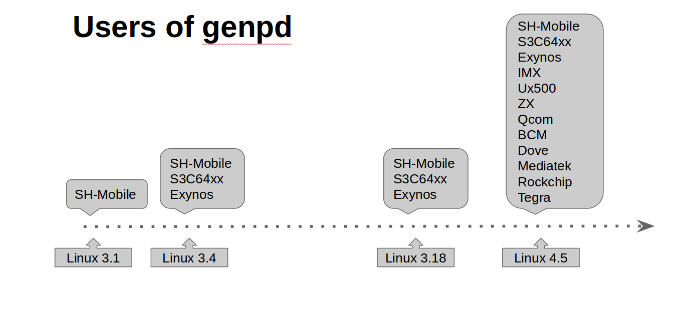 Users of genpd
SH-Mobile
SH-Mobile
S3C64xx
Exynos
SH-Mobile
S3C64xx
Exynos
SH-Mobile
S3C64xx
Exynos
IMX
Ux500
ZX
Qcom
BCM
Dove
Mediatek
Rockchip
Tegra
Linux 3.1
Linux 3.4
Linux 3.18
Linux 4.5